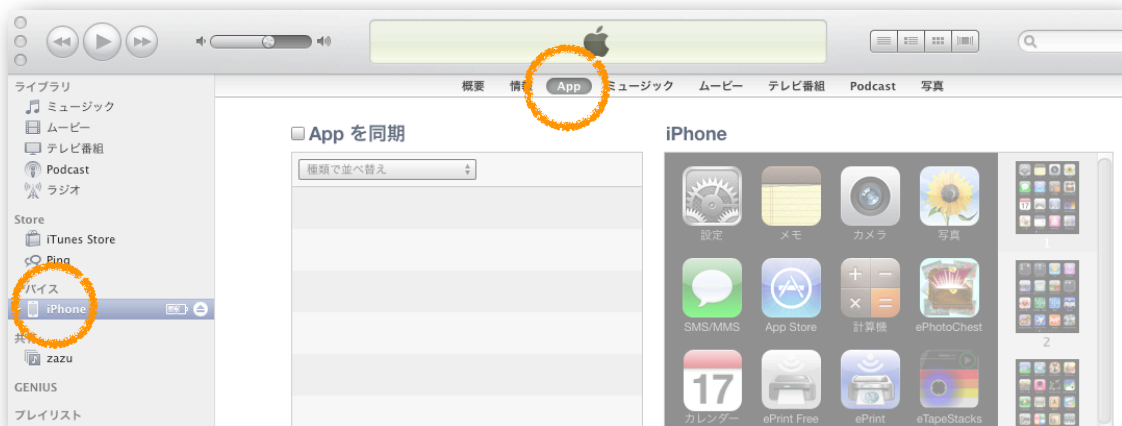 ライブラリ
ミュージック
ムービー
テレビ番組
Podcast
ラジオ
Store
iTunes Store
Ping
バイス
iPhone
zazu
GENIUS
プレイリスト
概要 App ミュージック ムービー テレビ番組 Podcast 写真
App を同期
種類で並べ替え
iPhone
設定 メモ カメラ 写真
SMS/MMS App Store 計算機 ePhotoChest
17
カレンダー ePrint Free ePrint eTapeStacks
1
2